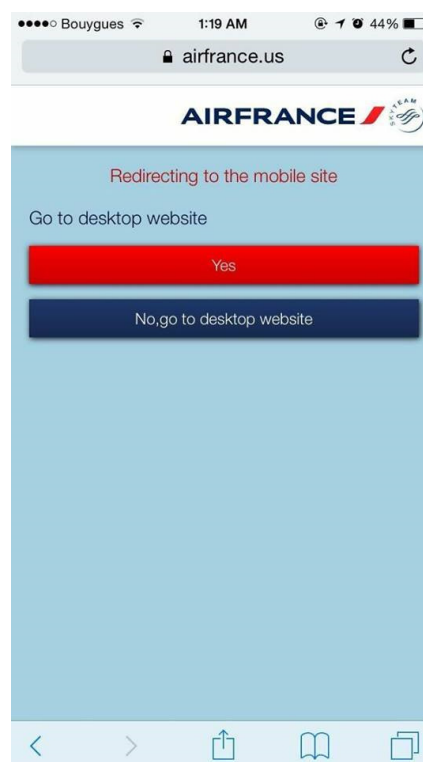 Bouygues 1:19 AM 44%
airfrance.us
AIRFRANCE SKYTEAM
Redirecting to the mobile site
Go to desktop website
Yes
No,go to desktop website